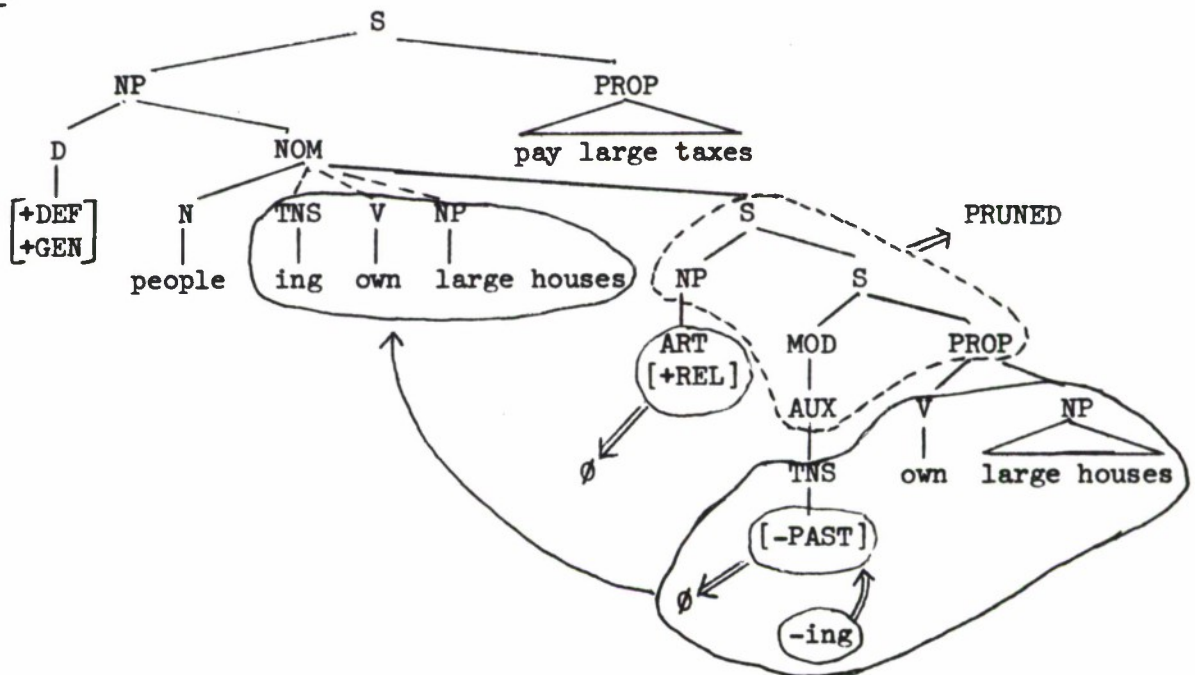 S
NP PROP
D NOM pay large taxes
[+DEF N TNS V NP S PRUNED
+GEN]
people ing own large houses NP S
ART MOD PROP
[+REL]
AUX V NP
ø TNS own large houses
[-PAST]
ø
-ing